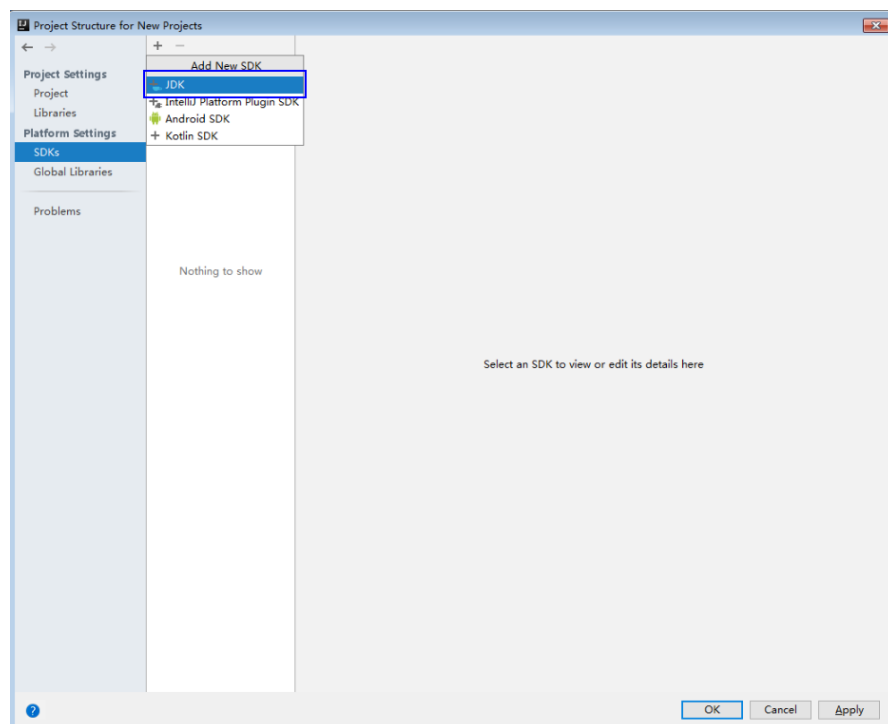 Project Structure for New Projects
Project Settings
Project
Libraries
Platform Settings
SDKs
Global Libraries
Problems
Add New SDK
JDK
IntelliJ Platform Plugin SDK
Android SDK
Kotlin SDK
Nothing to show
Select an SDK to view or edit its details here
?
OK
Cancel
Apply